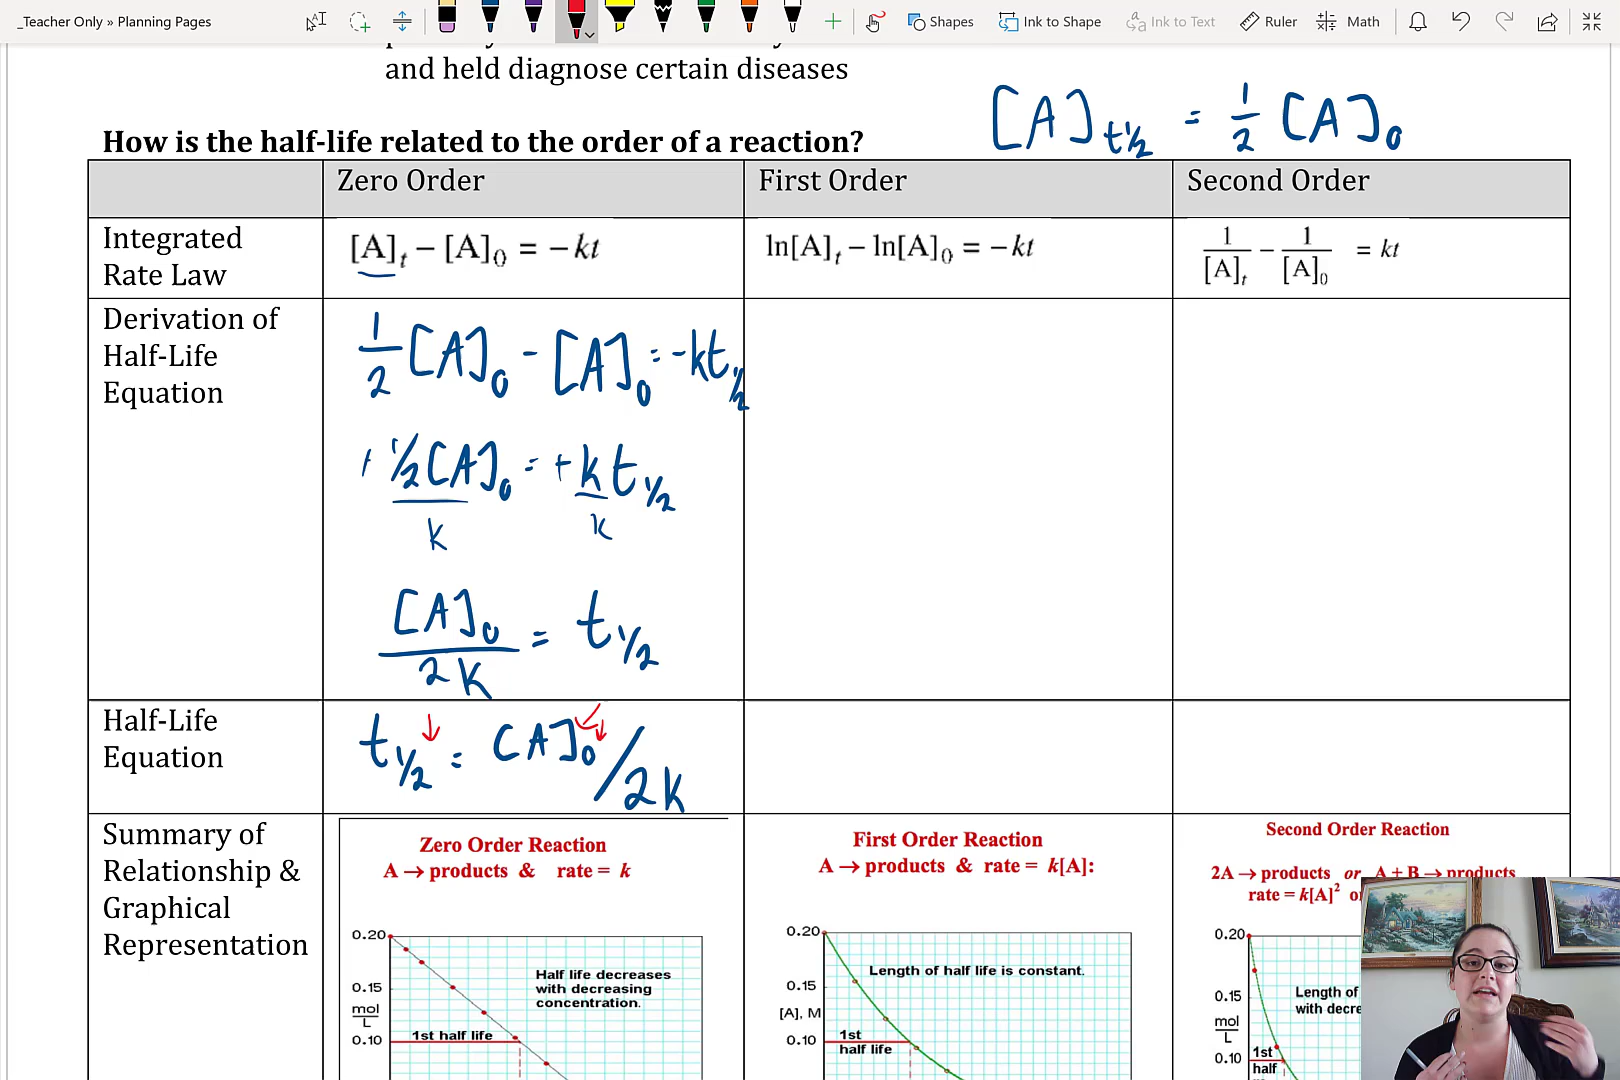 _Teacher Only » Planning Pages
Shapes
Ink to Shape
Ink to Text
Ruler
Math
and held diagnose certain diseases
[A]t½ = 1/2 [A]0
How is the half-life related to the order of a reaction?
Zero Order
First Order
Second Order
Integrated
Rate Law
[A]t − [A]0 = − kt
ln[A]t − ln[A]0 = − kt
1/[A]t − 1/[A]0 = kt
Derivation of
Half-Life
Equation
1/2 [A]0 - [A]0 = -kt½
+ ½[A]0 = +kt½
k k
[A]0/2k = t½
Half-Life
Equation
t½ = [A]0/2k
Summary of
Relationship &
Graphical
Representation
Zero Order Reaction
A → products & rate = k
0.20
0.15
mol
L
0.10
Half life decreases
with decreasing
concentration.
1st half life
First Order Reaction
A → products & rate = k[A]:
0.20
0.15
[A], M
0.10
Length of half life is constant.
1st
half life
Second Order Reaction
2A → products or A + B → products
rate = k[A]²
0.20
0.15
mol
L
0.10
Length of
with decre
1st
half